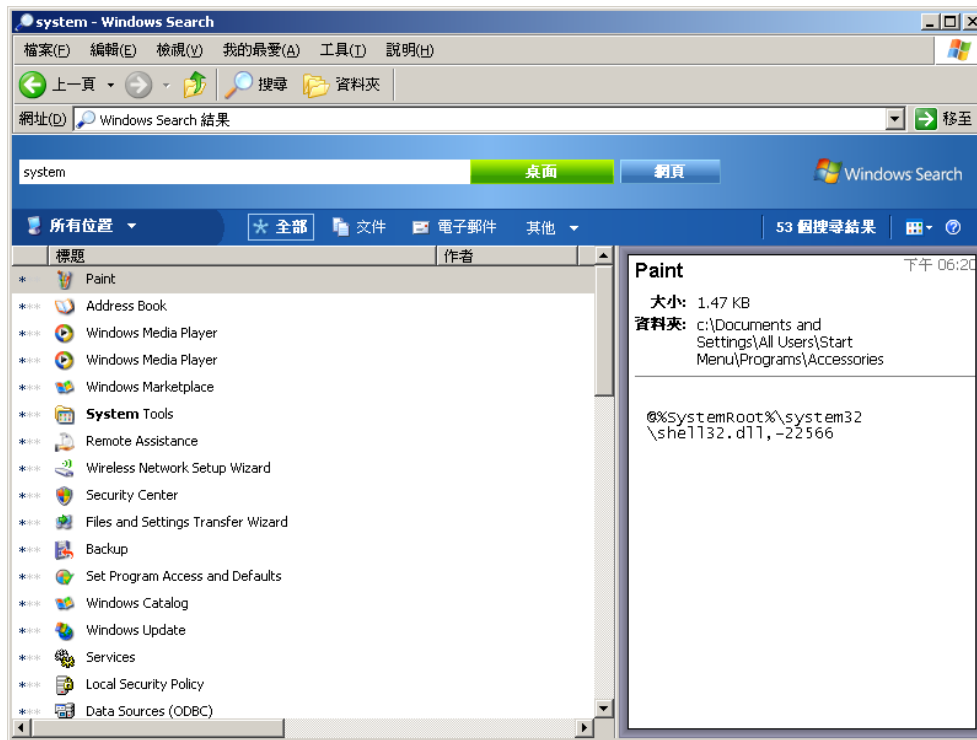 system - Windows Search
檔案(F) 編輯(E) 檢視(V) 我的最愛(A) 工具(T) 說明(H)
上一頁 搜尋 資料夾
網址(D) Windows Search 結果 移至
system 桌面 網頁 Windows Search
所有位置 全部 文件 電子郵件 其他 53 個搜尋結果
標題 作者
Paint
Address Book
Windows Media Player
Windows Media Player
Windows Marketplace
System Tools
Remote Assistance
Wireless Network Setup Wizard
Security Center
Files and Settings Transfer Wizard
Backup
Set Program Access and Defaults
Windows Catalog
Windows Update
Services
Local Security Policy
Data Sources (ODBC)
Paint 下午 06:20
大小: 1.47 KB
資料夾: c:\Documents and
Settings\All Users\Start
Menu\Programs\Accessories
@%SystemRoot%\system32
\shell32.dll,-22566